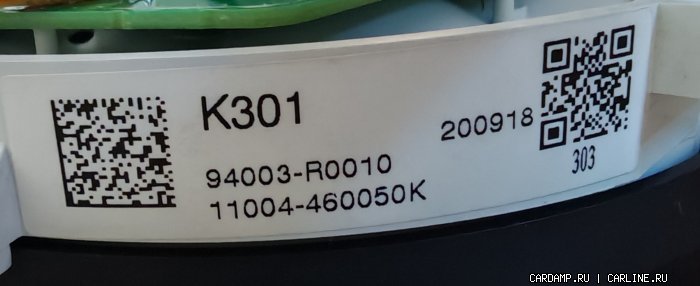 K301
200918
94003-R0010
11004-460050K
303
CARDAMP.RU | CARLINE.RU